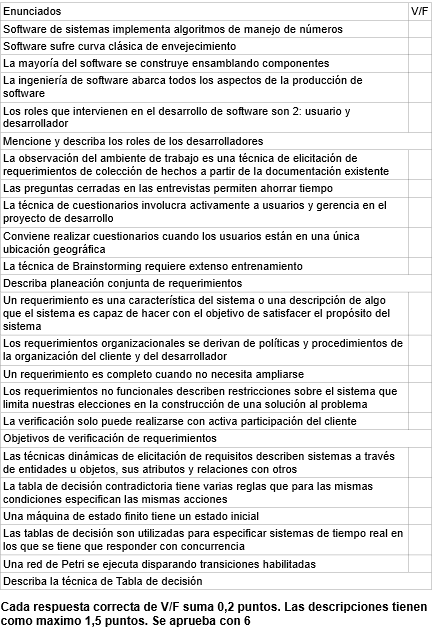 Enunciados V/F
Software de sistemas implementa algoritmos de manejo de números
Software sufre curva clásica de envejecimiento
La mayoría del software se construye ensamblando componentes
La ingeniería de software abarca todos los aspectos de la producción de
software
Los roles que intervienen en el desarrollo de software son 2: usuario y
desarrollador
Mencione y describa los roles de los desarrolladores
La observación del ambiente de trabajo es una técnica de elicitación de
requerimientos de colección de hechos a partir de la documentación existente
Las preguntas cerradas en las entrevistas permiten ahorrar tiempo
La técnica de cuestionarios involucra activamente a usuarios y gerencia en el
proyecto de desarrollo
Conviene realizar cuestionarios cuando los usuarios están en una única
ubicación geográfica
La técnica de Brainstorming requiere extenso entrenamiento
Describa planeación conjunta de requerimientos
Un requerimiento es una característica del sistema o una descripción de algo
que el sistema es capaz de hacer con el objetivo de satisfacer el propósito del
sistema
Los requerimientos organizacionales se derivan de políticas y procedimientos de
la organización del cliente y del desarrollador
Un requerimiento es completo cuando no necesita ampliarse
Los requerimientos no funcionales describen restricciones sobre el sistema que
limita nuestras elecciones en la construcción de una solución al problema
La verificación solo puede realizarse con activa participación del cliente
Objetivos de verificación de requerimientos
Las técnicas dinámicas de elicitación de requisitos describen sistemas a través
de entidades u objetos, sus atributos y relaciones con otros
La tabla de decisión contradictoria tiene varias reglas que para las mismas
condiciones especifican las mismas acciones
Una máquina de estado finito tiene un estado inicial
Las tablas de decisión son utilizadas para especificar sistemas de tiempo real en
los que se tiene que responder con concurrencia
Una red de Petri se ejecuta disparando transiciones habilitadas
Describa la técnica de Tabla de decisión
Cada respuesta correcta de V/F suma 0,2 puntos. Las descripciones tienen
como maximo 1,5 puntos. Se aprueba con 6